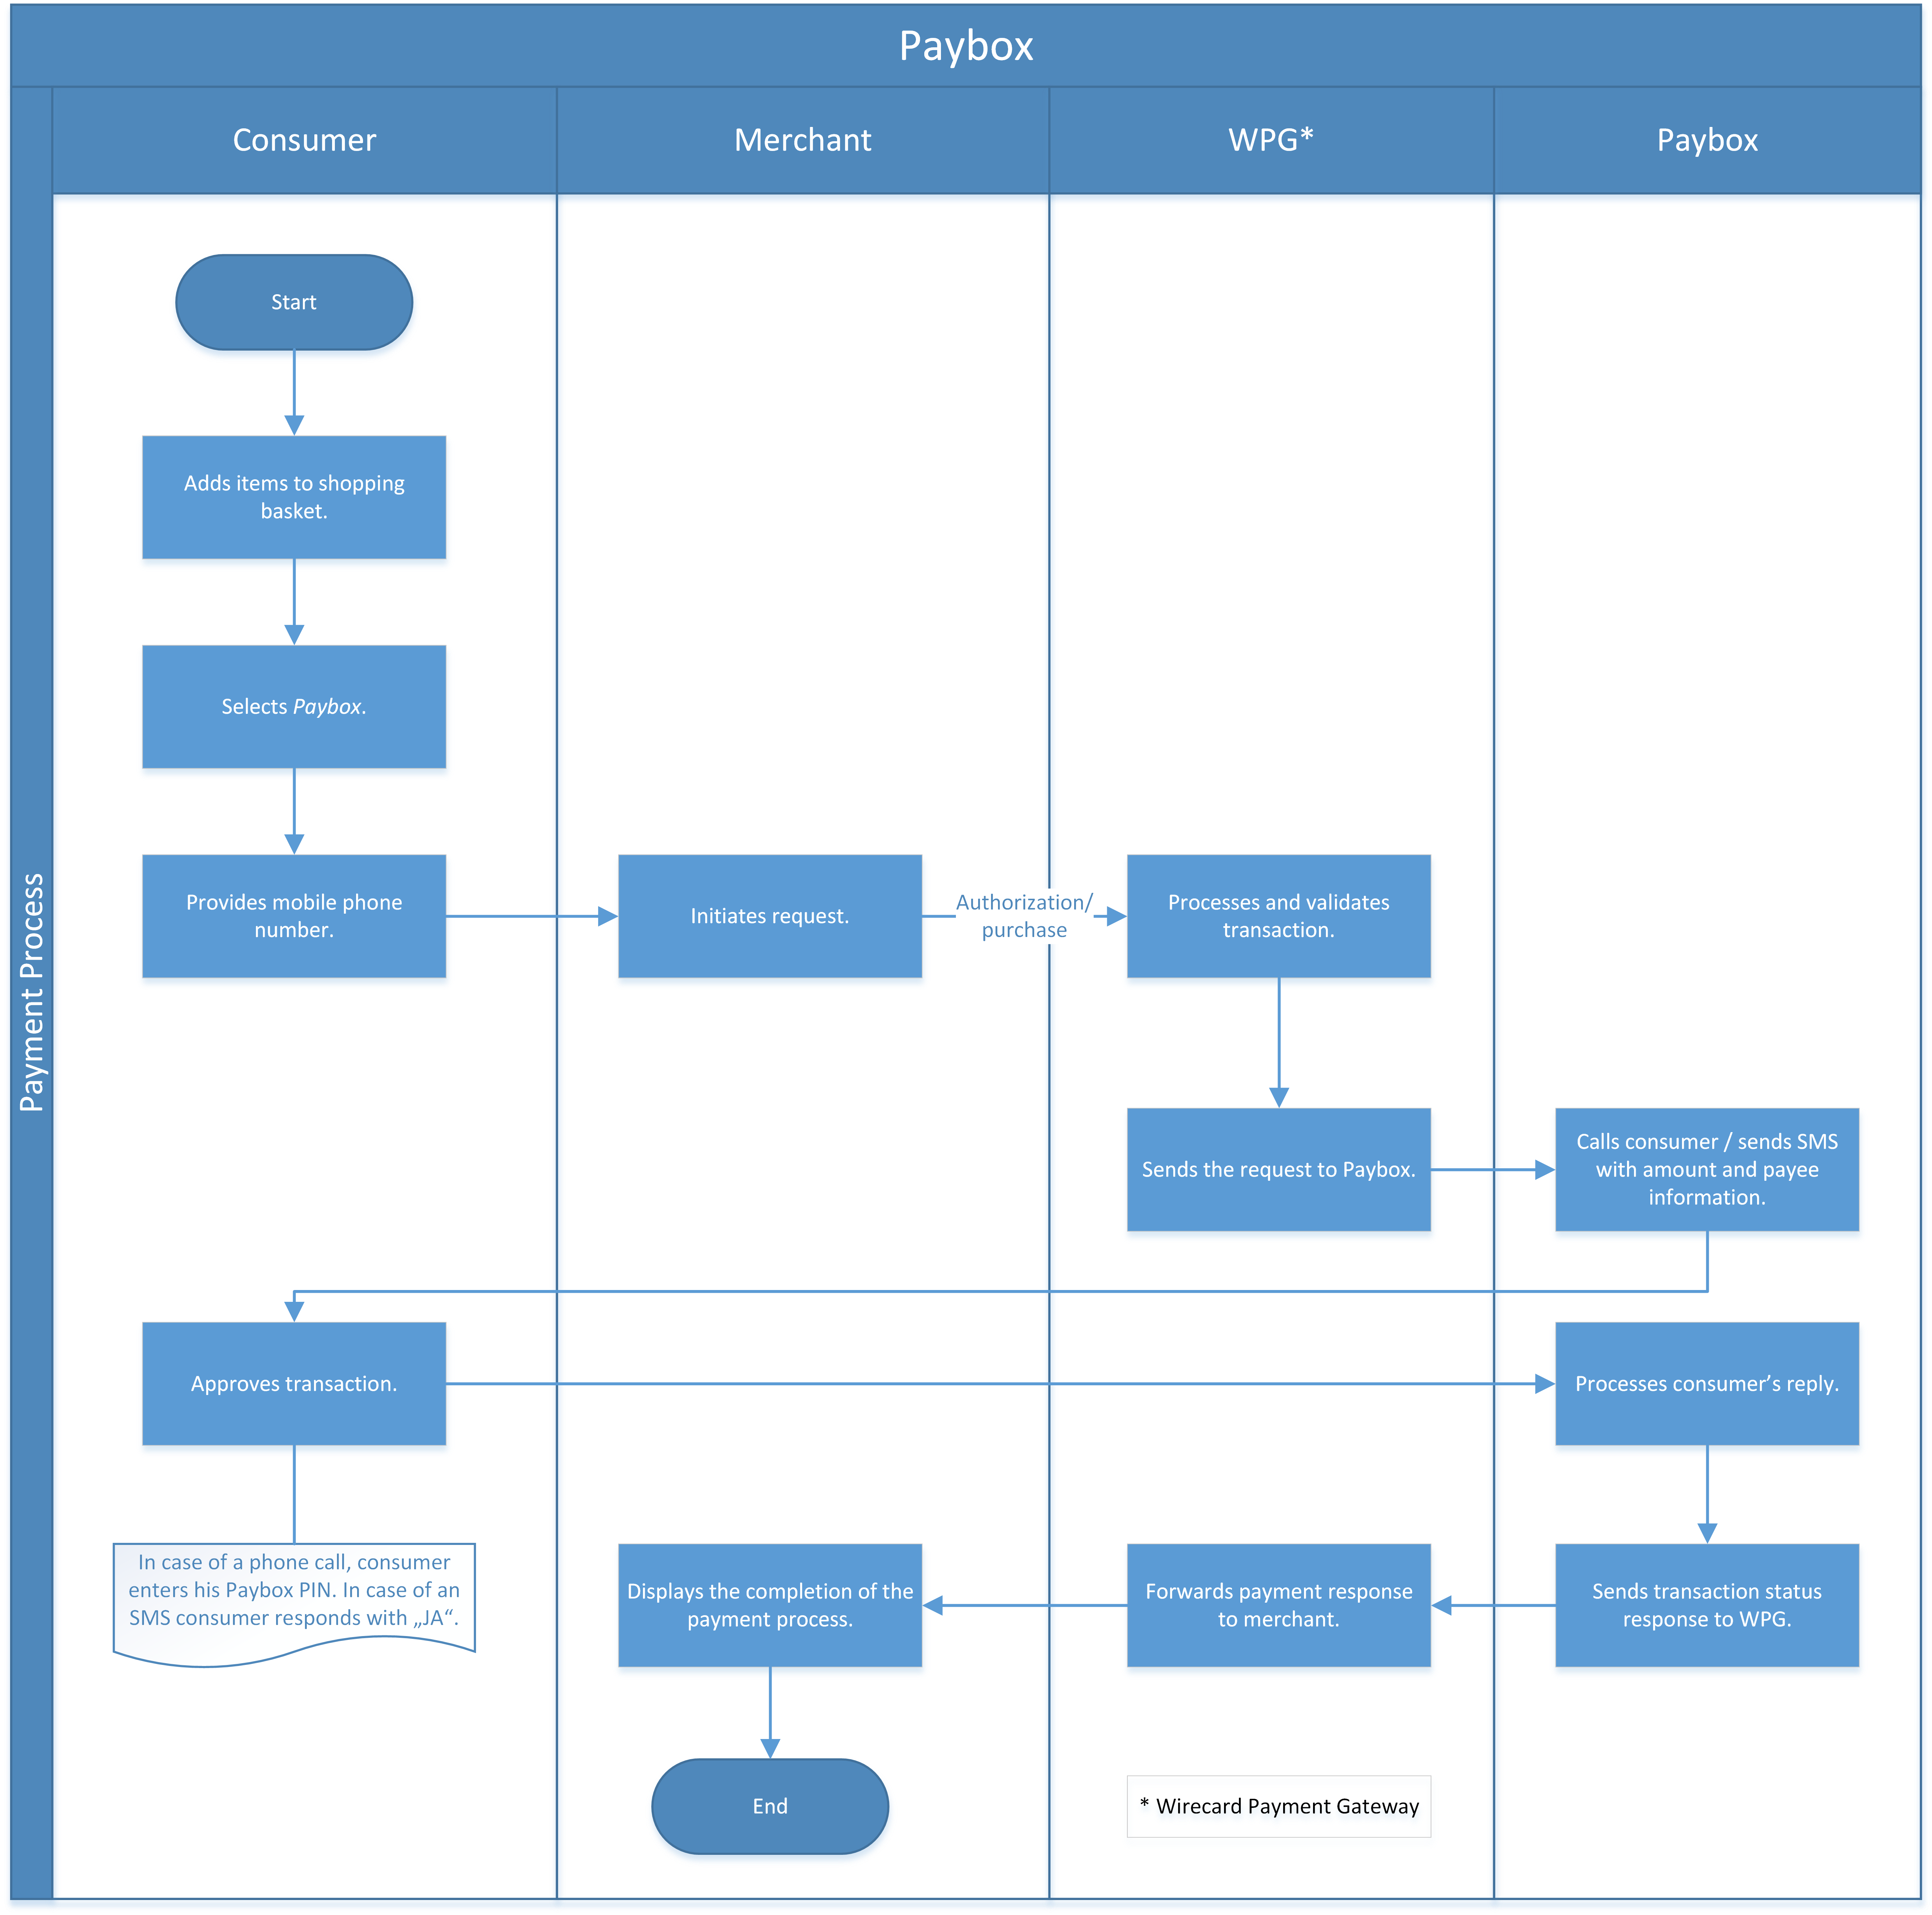 Paybox
Payment Process
Consumer
Merchant
WPG*
Paybox
Start
Adds items to shopping
basket.
Selects Paybox.
Provides mobile phone
number.
Initiates request.
Authorization/
purchase
Processes and validates
transaction.
Sends the request to Paybox.
Calls consumer / sends SMS
with amount and payee
information.
Approves transaction.
Processes consumer’s reply.
In case of a phone call, consumer
enters his Paybox PIN. In case of an
SMS consumer responds with „JA“.
Displays the completion of the
payment process.
Forwards payment response
to merchant.
Sends transaction status
response to WPG.
End
* Wirecard Payment Gateway